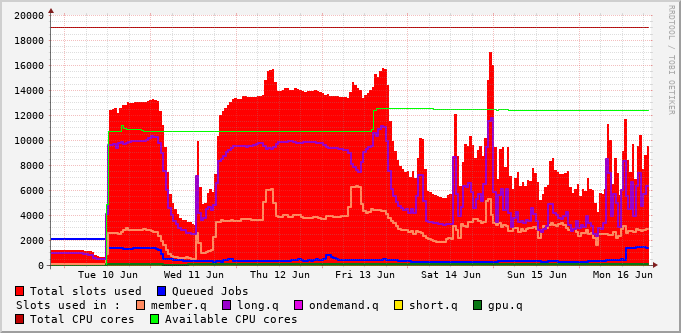 20000
18000
16000
14000
12000
10000
8000
6000
4000
2000
0
Tue 10 Jun Wed 11 Jun Thu 12 Jun Fri 13 Jun Sat 14 Jun Sun 15 Jun Mon 16 Jun
Total slots used Queued Jobs
Slots used in : member.q long.q ondemand.q short.q gpu.q
Total CPU cores Available CPU cores
RRDTOOL / TOBI OETIKER